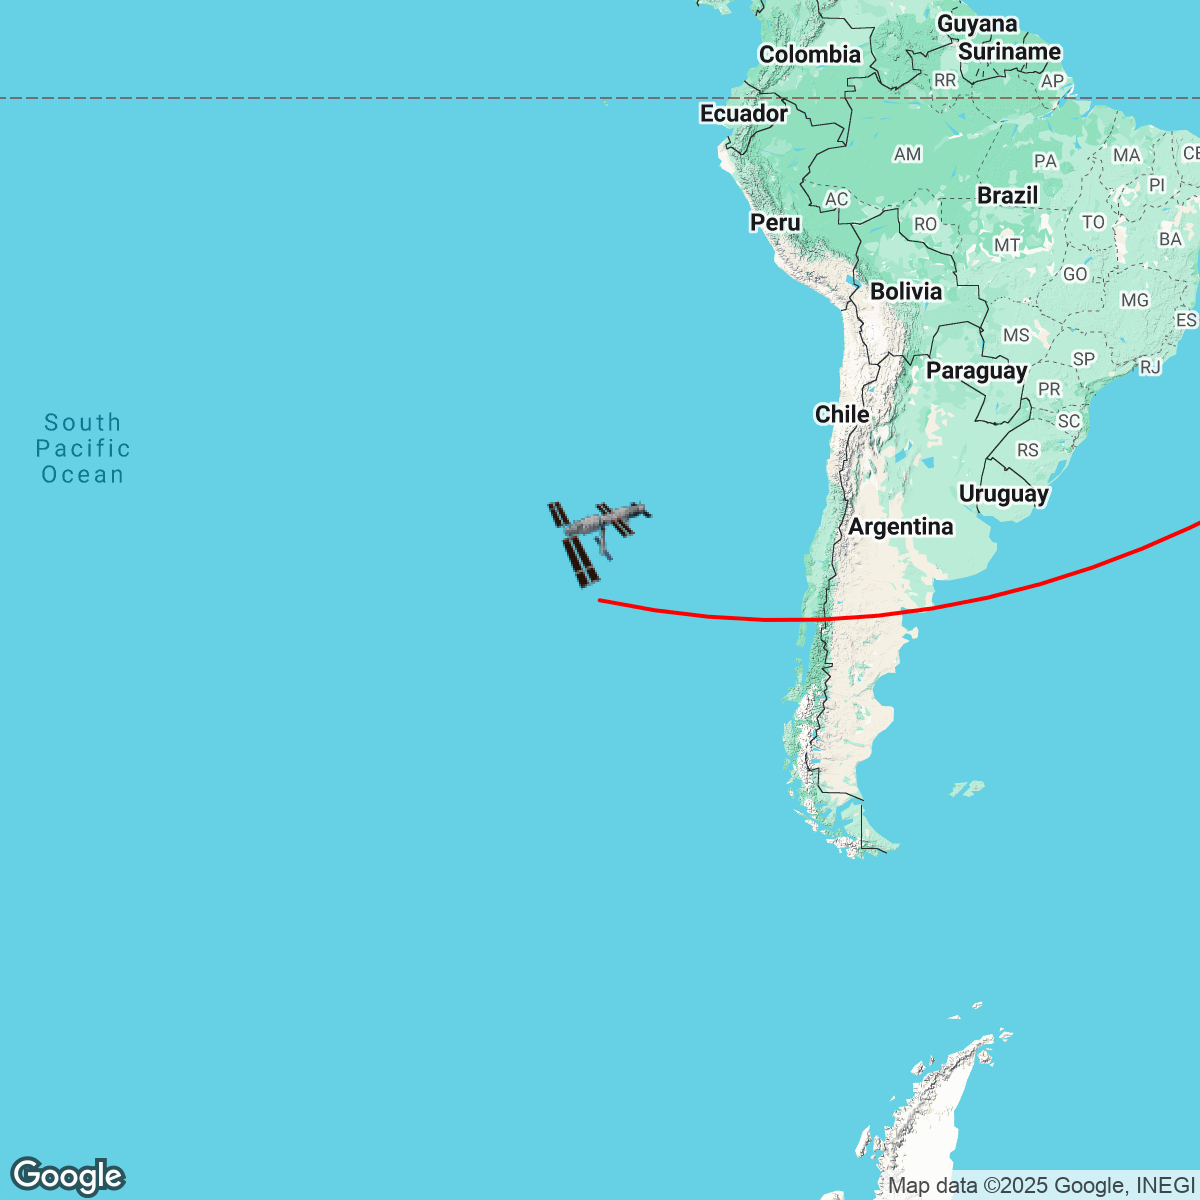 Guyana
Suriname
Colombia
RR
AP
Ecuador
AM
PA
MA
CE
PI
Brazil
AC
Peru
RO
TO
MT
BA
GO
Bolivia
MG
ES
MS
SP
RJ
Paraguay
PR
Chile
SC
RS
South
Pacific
Ocean
Uruguay
Argentina
Google
Map data ©2025 Google, INEGI